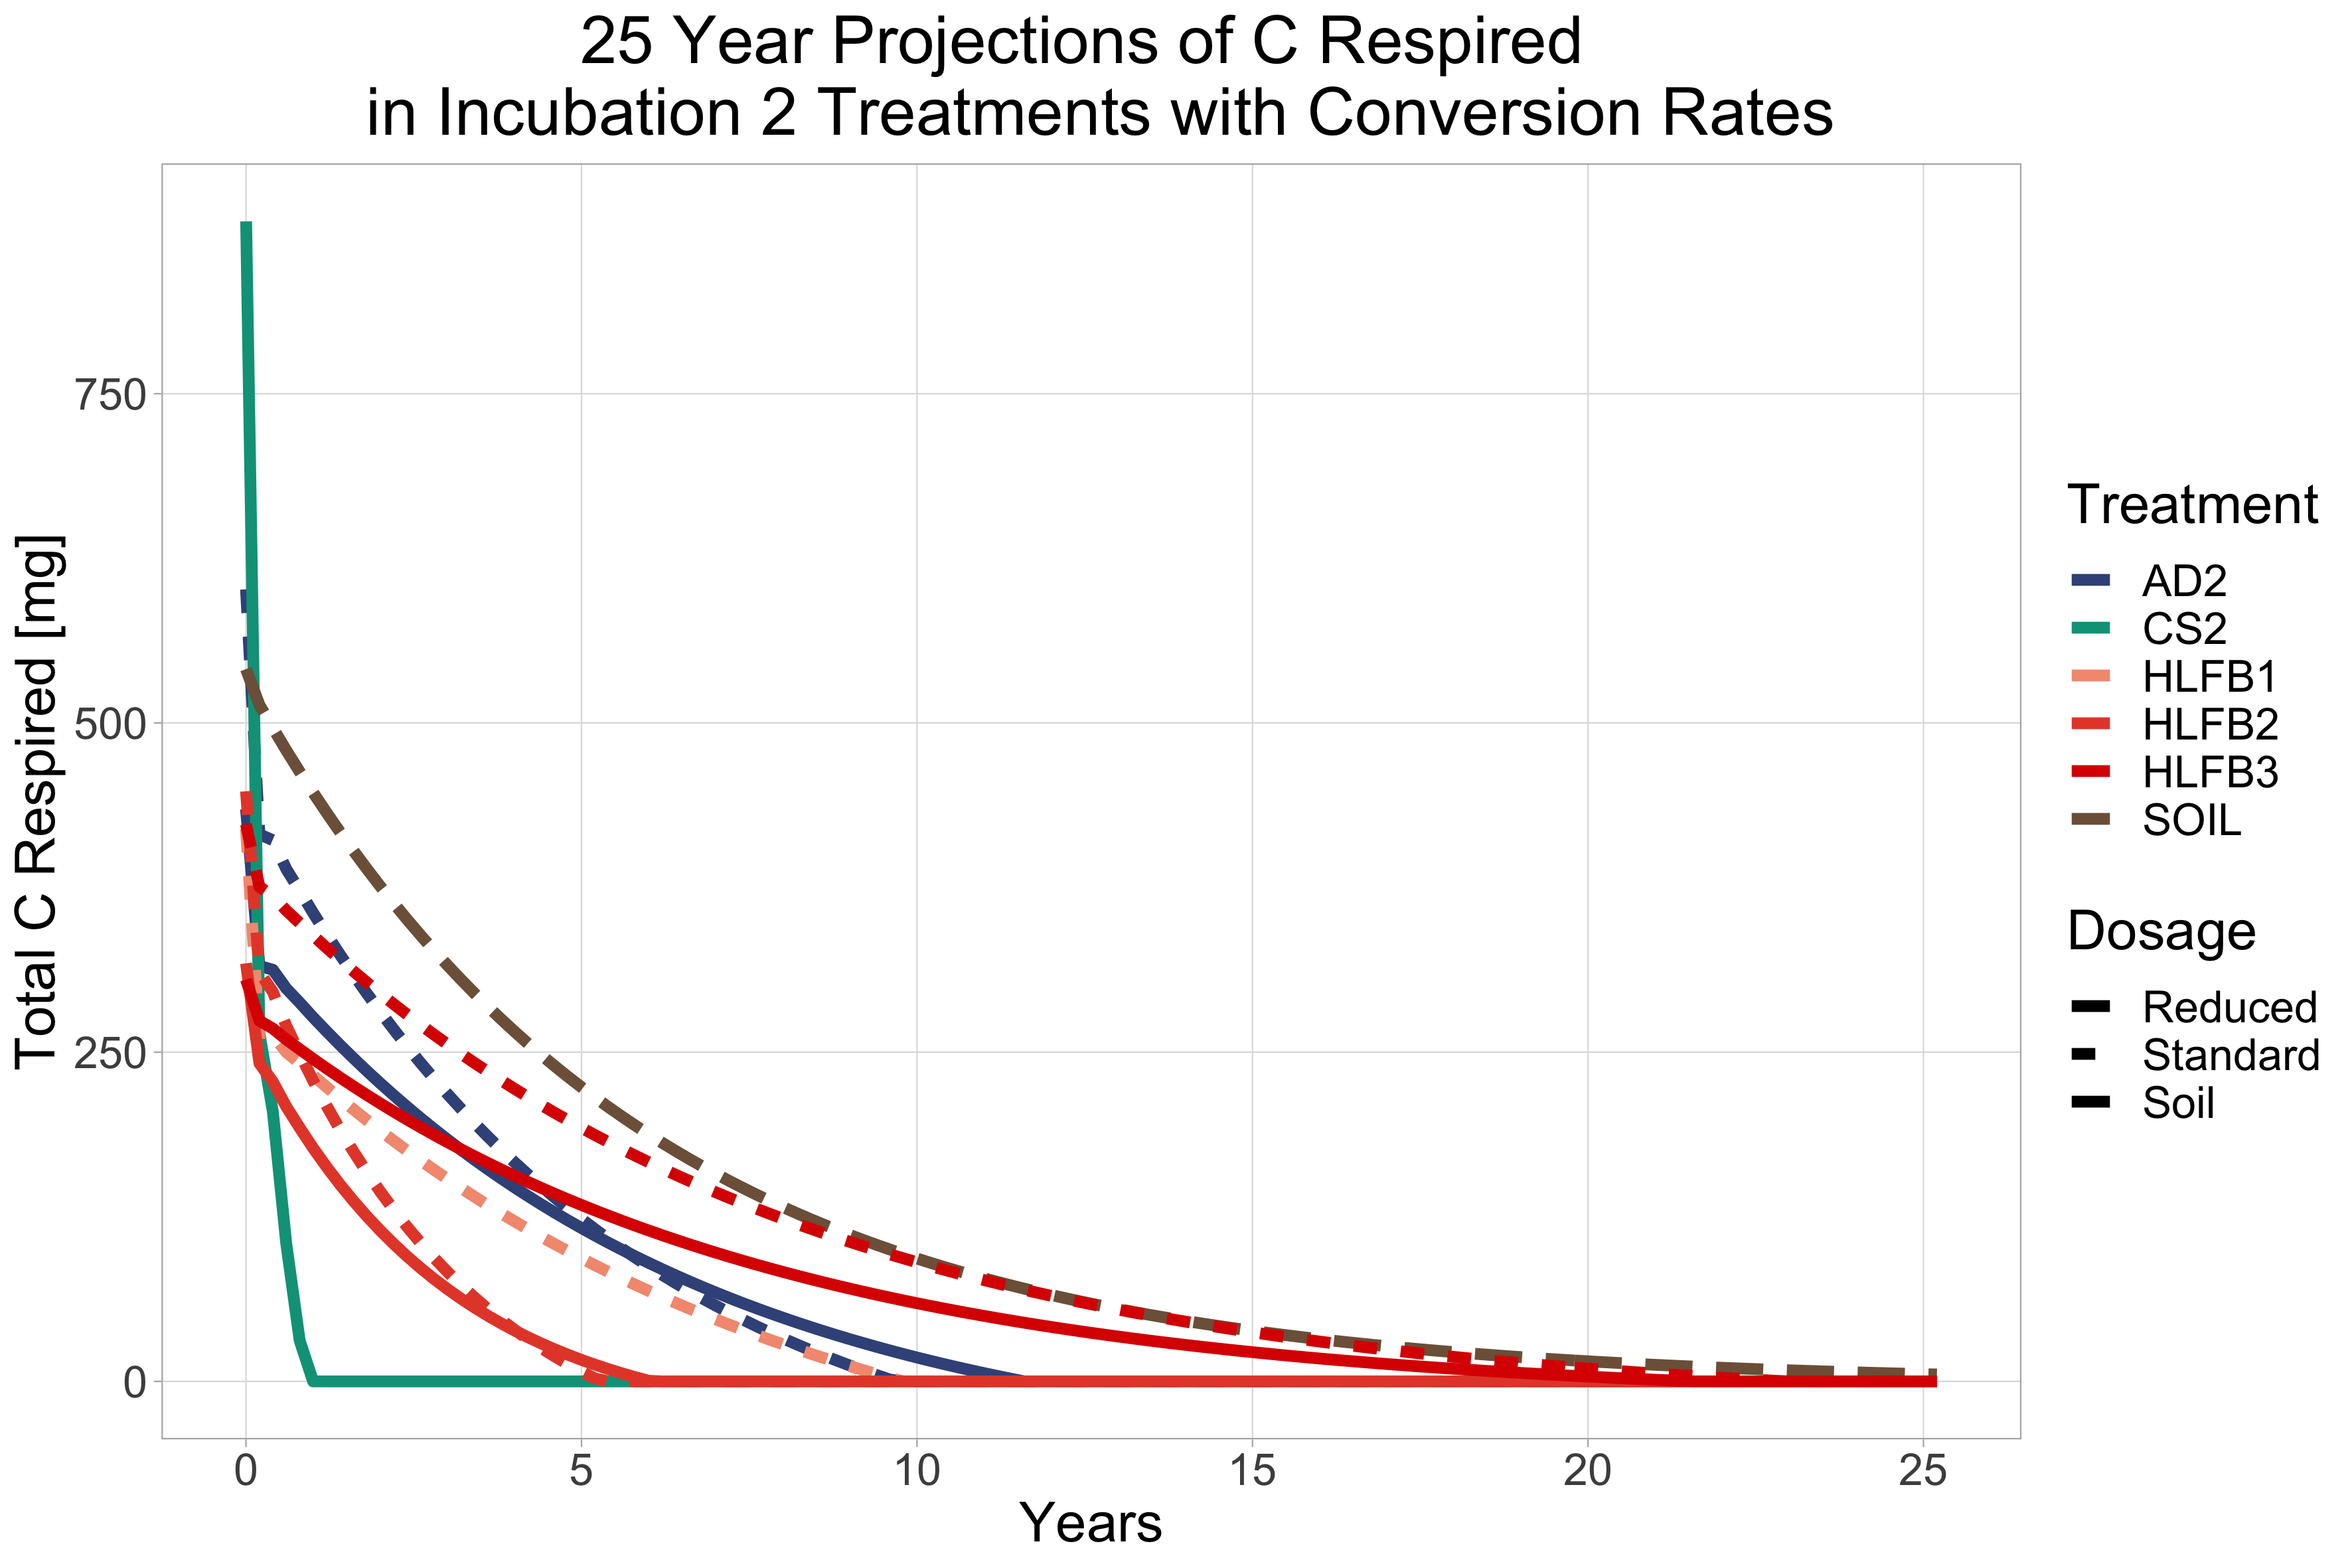 25 Year Projections of C Respired
in Incubation 2 Treatments with Conversion Rates
Total C Respired [mg]
750
500
250
0
0 5 10 15 20 25
Years
Treatment
AD2
CS2
HLFB1
HLFB2
HLFB3
SOIL
Dosage
Reduced
Standard
Soil